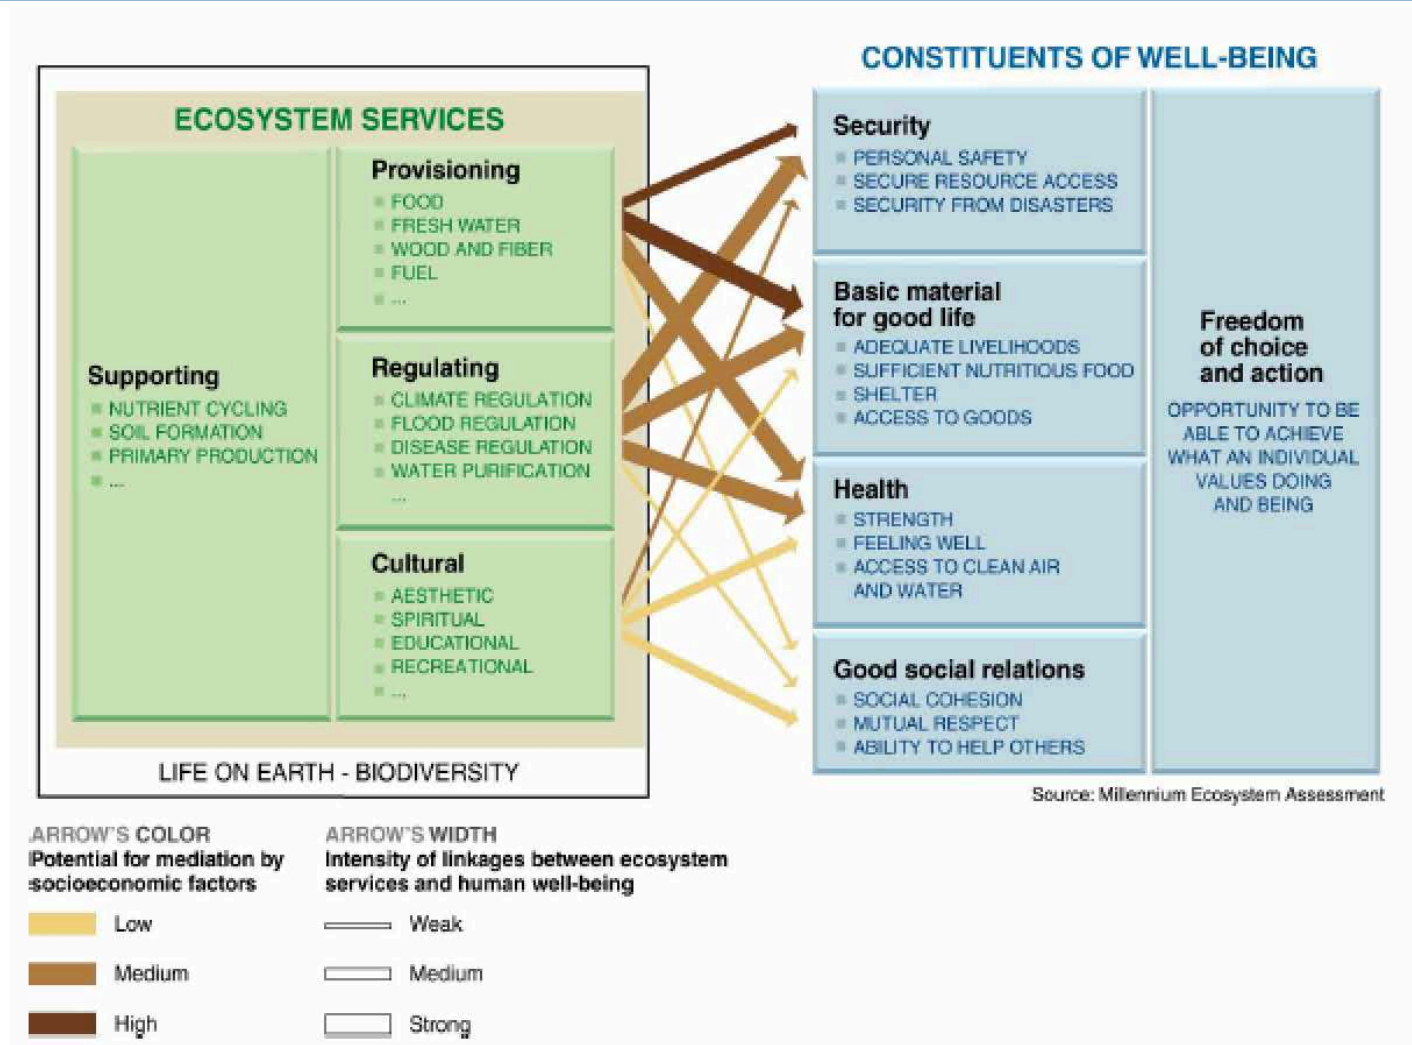 CONSTITUENTS OF WELL-BEING
ECOSYSTEM SERVICES
Supporting
NUTRIENT CYCLING
SOIL FORMATION
PRIMARY PRODUCTION
...
Provisioning
FOOD
FRESH WATER
WOOD AND FIBER
FUEL
...
Regulating
CLIMATE REGULATION
FLOOD REGULATION
DISEASE REGULATION
WATER PURIFICATION
...
Cultural
AESTHETIC
SPIRITUAL
EDUCATIONAL
RECREATIONAL
...
LIFE ON EARTH - BIODIVERSITY
Security
PERSONAL SAFETY
SECURE RESOURCE ACCESS
SECURITY FROM DISASTERS
Basic material
for good life
ADEQUATE LIVELIHOODS
SUFFICIENT NUTRITIOUS FOOD
SHELTER
ACCESS TO GOODS
Health
STRENGTH
FEELING WELL
ACCESS TO CLEAN AIR
AND WATER
Good social relations
SOCIAL COHESION
MUTUAL RESPECT
ABILITY TO HELP OTHERS
Freedom
of choice
and action
OPPORTUNITY TO BE
ABLE TO ACHIEVE
WHAT AN INDIVIDUAL
VALUES DOING
AND BEING
Source: Millennium Ecosystem Assessment
ARROW'S COLOR
Potential for mediation by
socioeconomic factors
Low
Medium
High
ARROW'S WIDTH
Intensity of linkages between ecosystem
services and human well-being
Weak
Medium
Strong